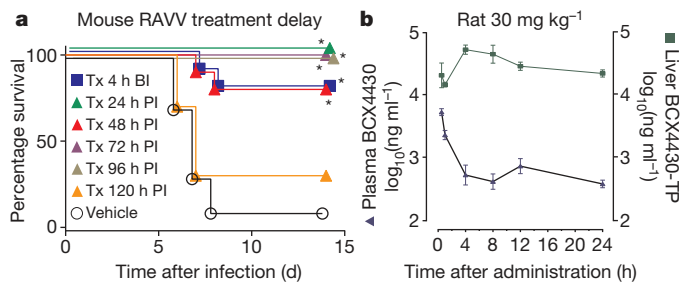 a Mouse RAVV treatment delay
Percentage survival
100
50
0
* * * * *
Tx 4 h BI
Tx 24 h PI
Tx 48 h PI
Tx 72 h PI
Tx 96 h PI
Tx 120 h PI
Vehicle
0 5 10 15
Time after infection (d)
b Rat 30 mg kg⁻¹
Plasma BCX4430
log₁₀(ng ml⁻¹)
5
4
3
2
0 4 8 12 16 20 24
Time after administration (h)
5
4
3
2
Liver BCX4430-TP
log₁₀(ng ml⁻¹)